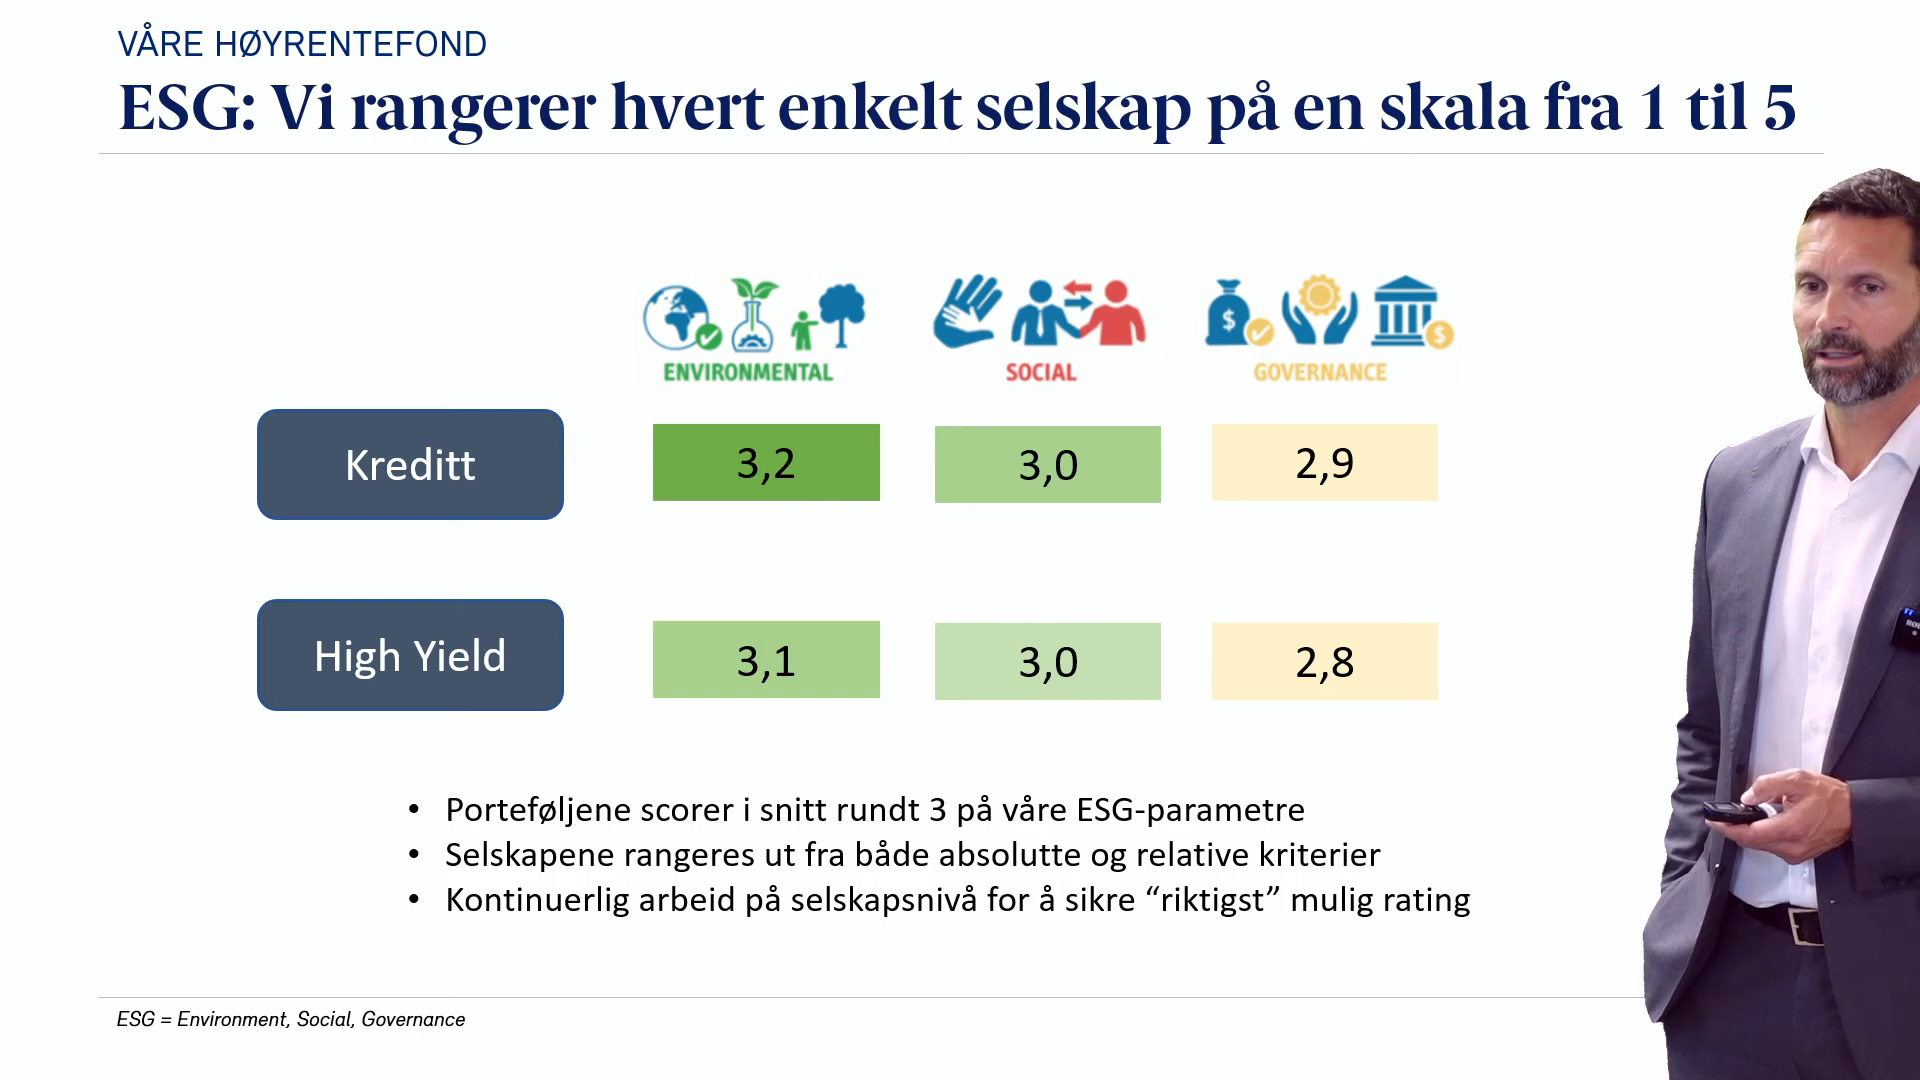 VÅRE HØYRENTEFOND
ESG: Vi rangerer hvert enkelt selskap på en skala fra 1 til 5
ENVIRONMENTAL SOCIAL GOVERNANCE
Kreditt 3,2 3,0 2,9
High Yield 3,1 3,0 2,8
• Porteføljene scorer i snitt rundt 3 på våre ESG-parametre
• Selskapene rangeres ut fra både absolutte og relative kriterier
• Kontinuerlig arbeid på selskapsnivå for å sikre “riktigst” mulig rating
ESG = Environment, Social, Governance